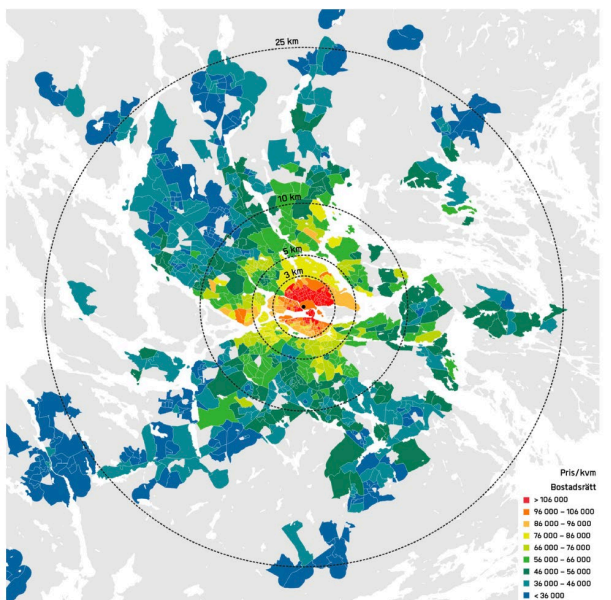 25 km
10 km
5 km
3 km
Pris/kvm
Bostadsrätt
> 106 000
96 000 – 106 000
86 000 – 96 000
76 000 – 86 000
66 000 – 76 000
56 000 – 66 000
46 000 – 56 000
36 000 – 46 000
< 36 000